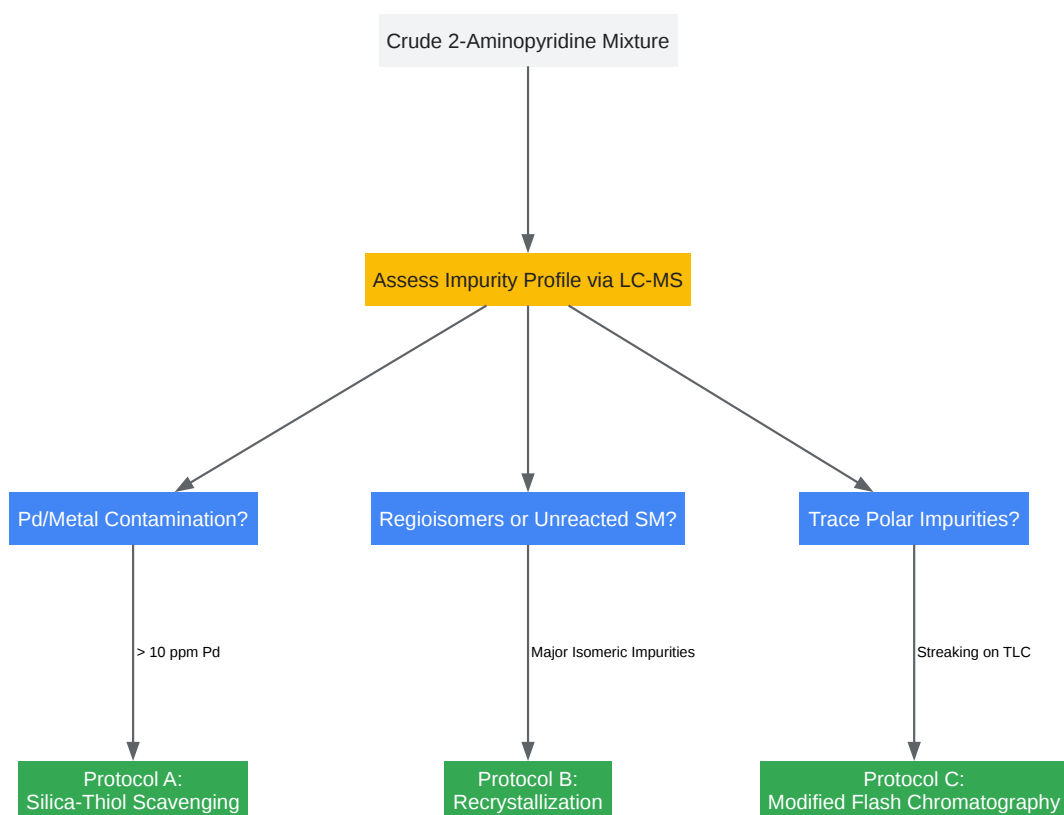 Crude 2-Aminopyridine Mixture
Assess Impurity Profile via LC-MS
Pd/Metal Contamination?
Regioisomers or Unreacted SM?
Trace Polar Impurities?
> 10 ppm Pd
Major Isomeric Impurities
Streaking on TLC
Protocol A:
Silica-Thiol Scavenging
Protocol B:
Recrystallization
Protocol C:
Modified Flash Chromatography